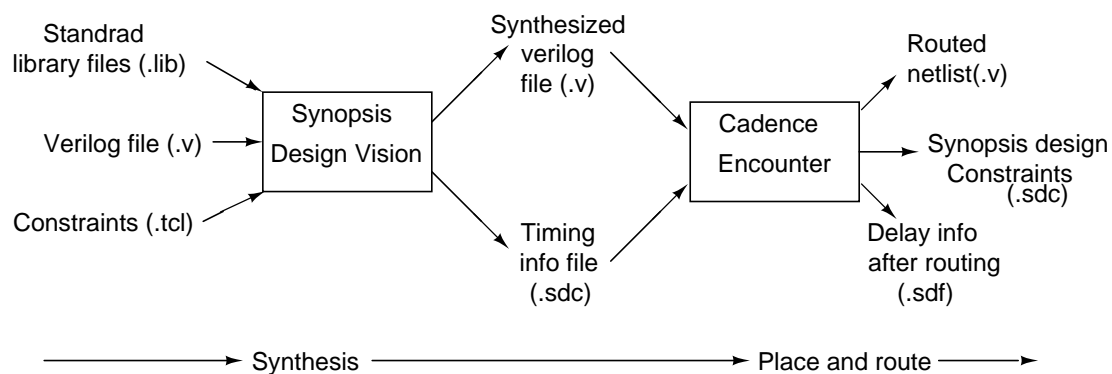 Standrad
library files (.lib)
Verilog file (.v)
Constraints (.tcl)
Synopsis
Design Vision
Synthesized
verilog
file (.v)
Timing
info file
(.sdc)
Cadence
Encounter
Routed
netlist(.v)
Synopsis design
Constraints
(.sdc)
Delay info
after routing
(.sdf)
Synthesis
Place and route